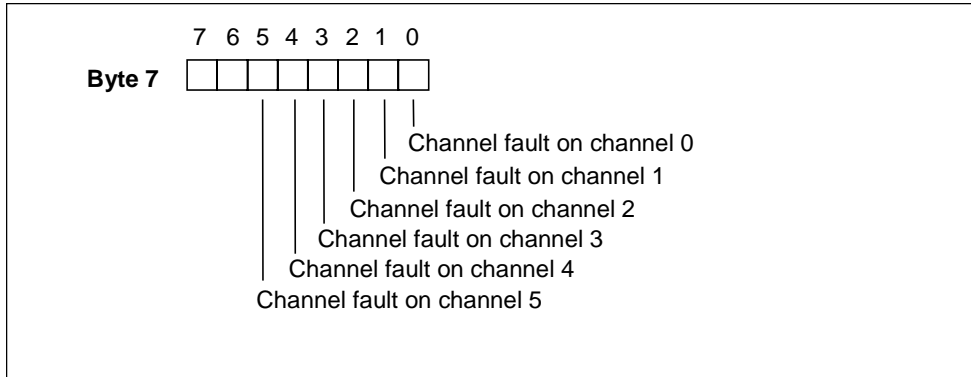 7 6 5 4 3 2 1 0
Byte 7
Channel fault on channel 0
Channel fault on channel 1
Channel fault on channel 2
Channel fault on channel 3
Channel fault on channel 4
Channel fault on channel 5